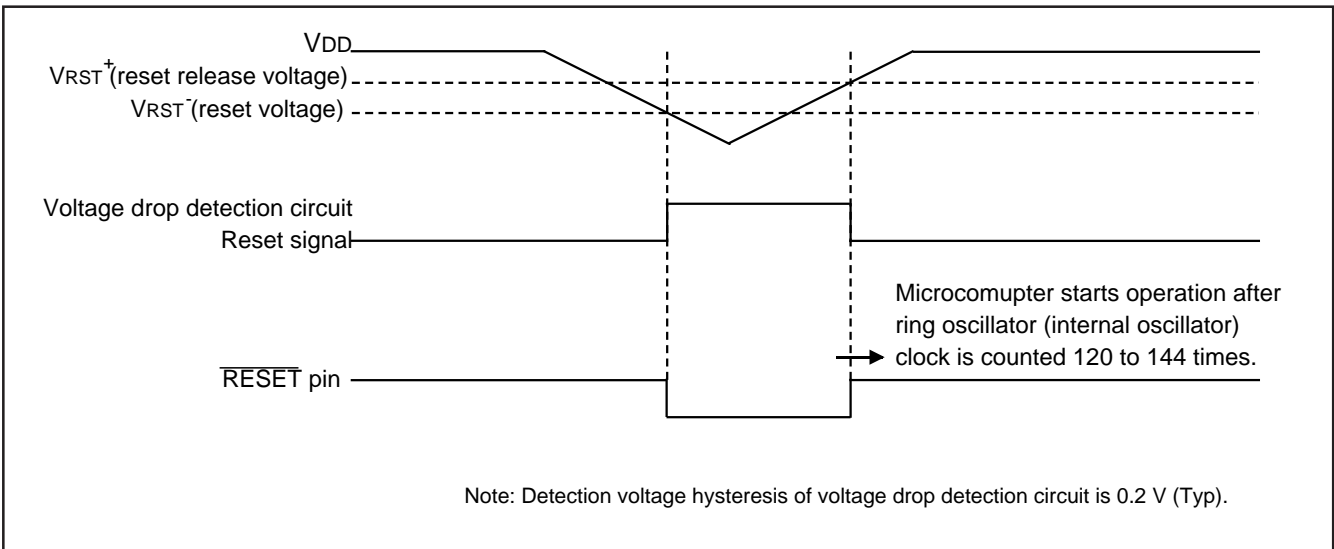 VDD
VRST+(reset release voltage)
VRST-(reset voltage)
Voltage drop detection circuit
Reset signal
Microcomupter starts operation after
ring oscillator (internal oscillator)
clock is counted 120 to 144 times.
RESET pin
Note: Detection voltage hysteresis of voltage drop detection circuit is 0.2 V (Typ).